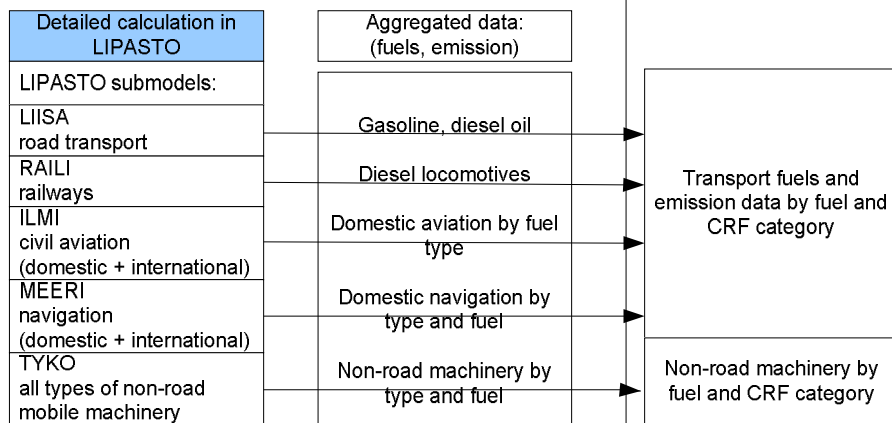 Detailed calculation in
LIPASTO
LIPASTO submodels:
LIISA
road transport
RAILI
railways
ILMI
civil aviation
(domestic + international)
MEERI
navigation
(domestic + international)
TYKO
all types of non-road
mobile machinery
Aggregated data:
(fuels, emission)
Gasoline, diesel oil
Diesel locomotives
Domestic aviation by fuel
type
Domestic navigation by
type and fuel
Non-road machinery by
type and fuel
Transport fuels and
emission data by fuel and
CRF category
Non-road machinery by
fuel and CRF category